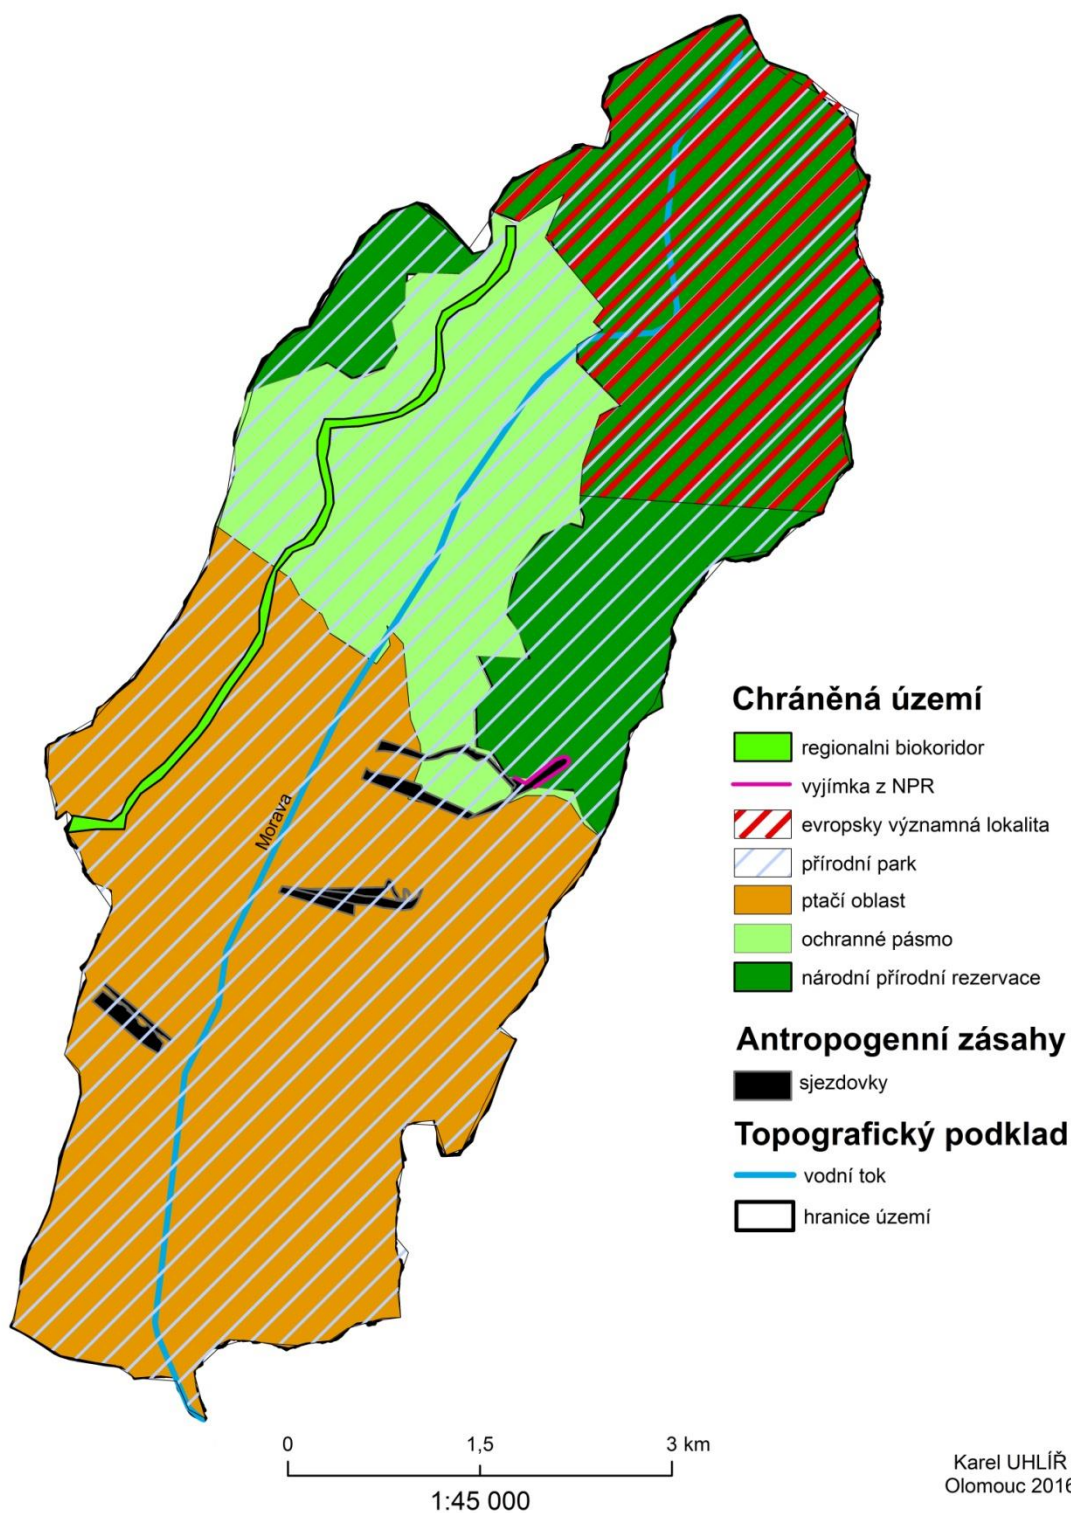 Morava
Chráněná území
regionalni biokoridor
vyjímka z NPR
evropsky významná lokalita
přírodní park
ptačí oblast
ochranné pásmo
národní přírodní rezervace
Antropogenní zásahy
sjezdovky
Topografický podklad
vodní tok
hranice území
0 1,5 3 km
1:45 000
Karel UHLÍŘ
Olomouc 2016